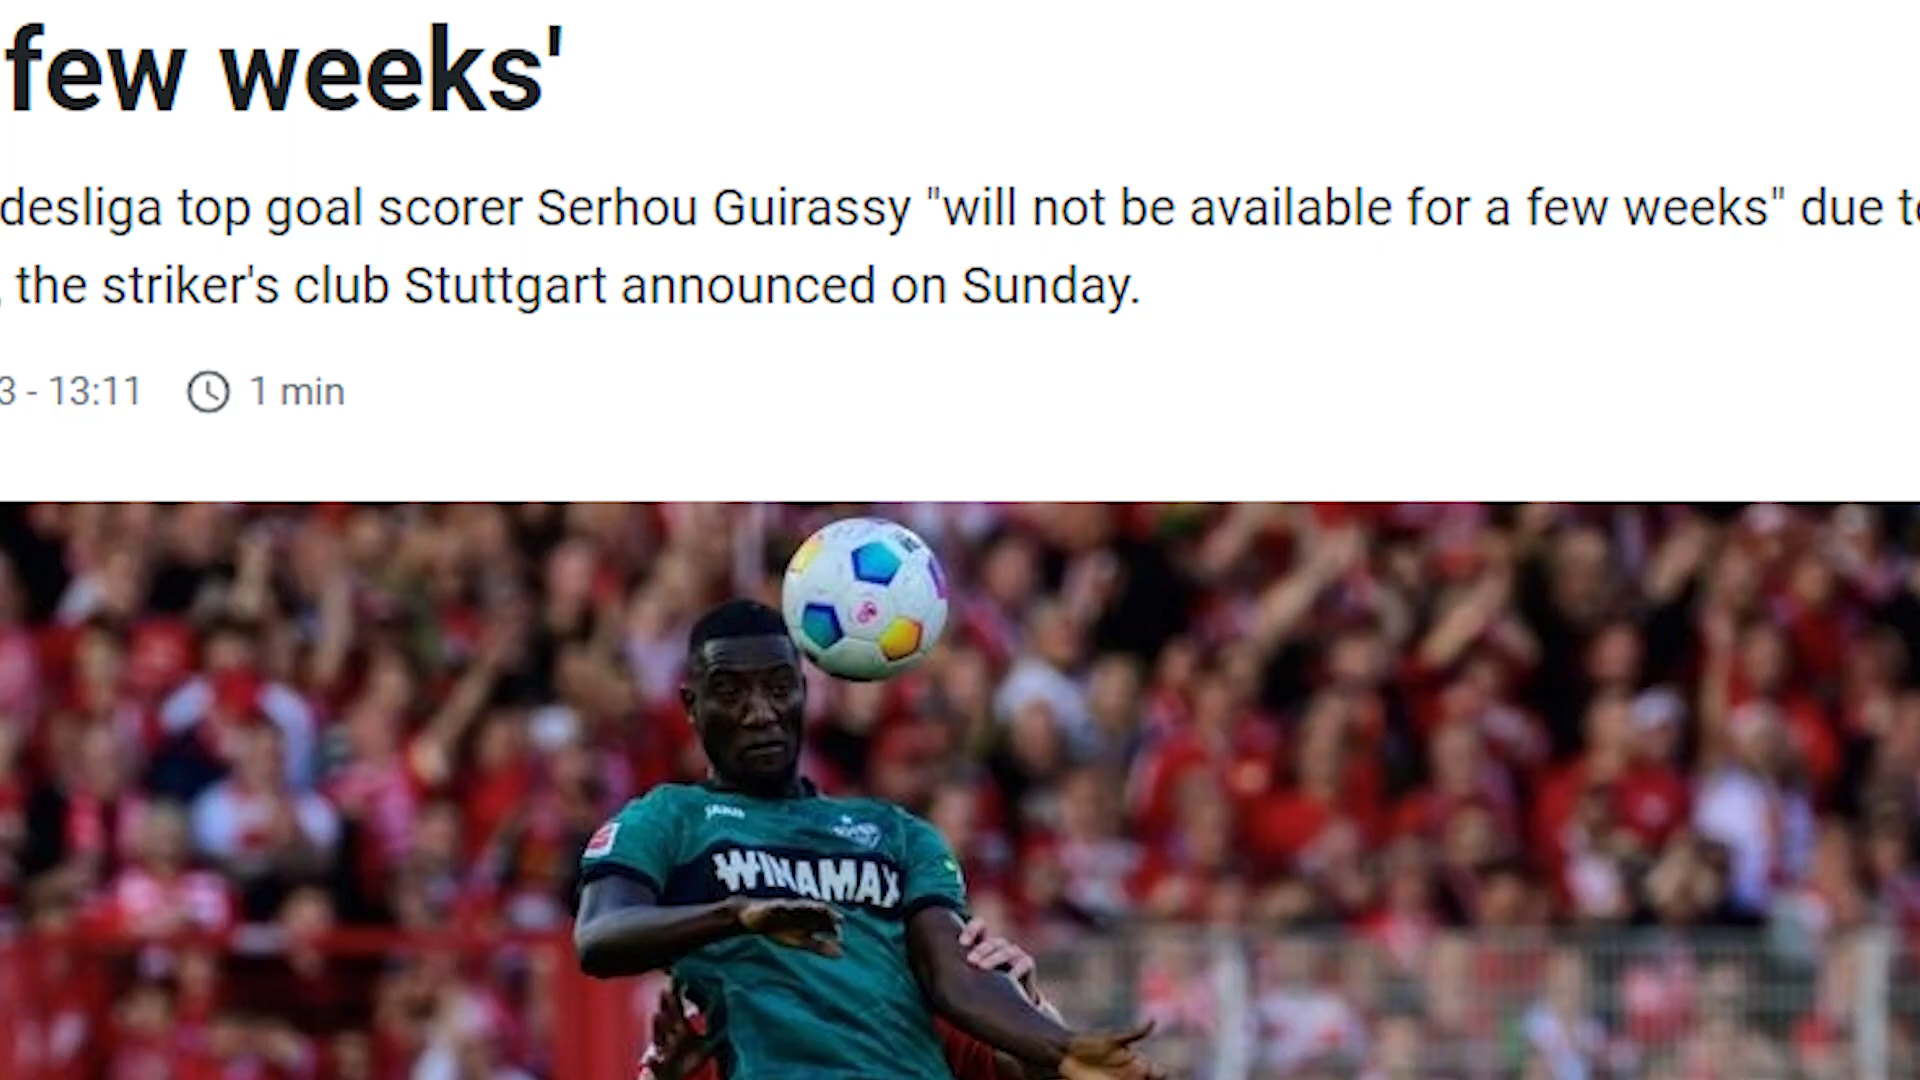 few weeks'
desliga top goal scorer Serhou Guirassy "will not be available for a few weeks" due to
, the striker's club Stuttgart announced on Sunday.
3 - 13:11 1 min
JAKO
WINAMAX